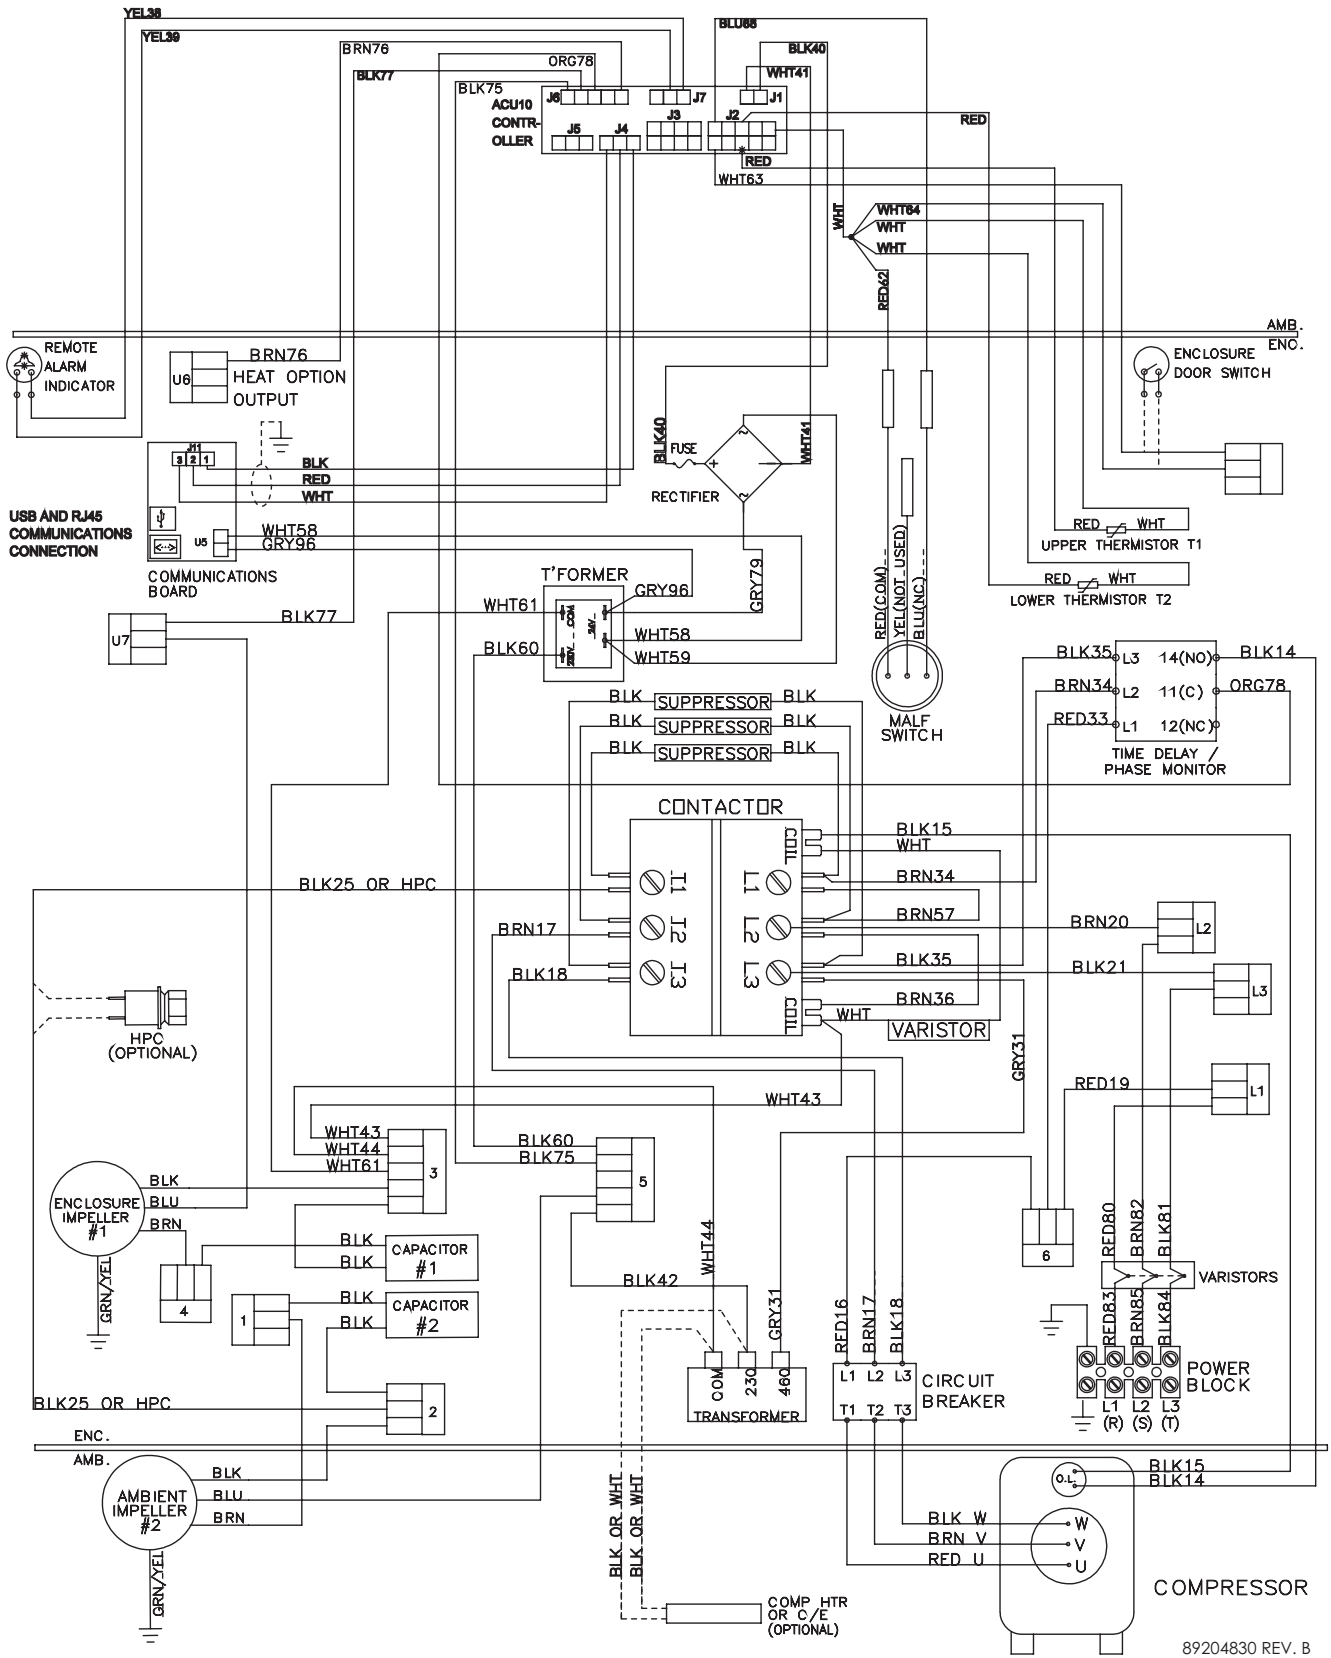 YEL38
YEL39
BRN76
ORG78
BLK77
BLK75
BLU68
BLK40
WHT41
J6
J7
J1
ACU10
CONTR-
OLLER
J5
J4
J3
J2
RED
RED
WHT63
WHT
WHT64
WHT
WHT
RED62
AMB.
ENC.
REMOTE
ALARM
INDICATOR
U6
BRN76
HEAT OPTION
OUTPUT
ENCLOSURE
DOOR SWITCH
BLK40
FUSE
WHT41
+
~
~
RECTIFIER
J11
3 2 1
BLK
RED
WHT
USB AND RJ45
COMMUNICATIONS
CONNECTION
U5
WHT58
GRY96
COMMUNICATIONS
BOARD
RED WHT
UPPER THERMISTOR T1
RED WHT
LOWER THERMISTOR T2
T'FORMER
COM
24V
230V
WHT61
BLK60
GRY96
WHT58
WHT59
GRY79
RED(COM)
YEL(NOT USED)
BLU(NC)
MALF
SWITCH
U7
BLK77
BLK35
BRN34
RED33
L3 14(NO)
L2 11(C)
L1 12(NC)
BLK14
ORG78
TIME DELAY /
PHASE MONITOR
BLK SUPPRESSOR BLK
BLK SUPPRESSOR BLK
BLK SUPPRESSOR BLK
CONTACTOR
COIL
BLK15
WHT
BLK25 OR HPC
T1
L1
BRN34
BRN17
T2
L2
BRN57
BRN20
L2
BLK18
T3
L3
BLK35
BLK21
L3
BRN36
COIL
WHT
VARISTOR
GRY31
HPC
(OPTIONAL)
RED19
L1
WHT43
WHT43
WHT44
WHT61
3
BLK60
BLK75
5
ENCLOSURE
IMPELLER
#1
BLK
BLU
BRN
GRN/YEL
BLK
BLK
CAPACITOR
#1
4
1
BLK
BLK
CAPACITOR
#2
BLK42
WHT44
GRY31
6
RED80
BRN82
BLK81
VARISTORS
RED83
BRN85
BLK84
RED16
BRN17
BLK18
COM
230
460
TRANSFORMER
L1 L2 L3
T1 T2 T3
CIRCUIT
BREAKER
POWER
BLOCK
L1 L2 L3
(R) (S) (T)
BLK25 OR HPC
2
ENC.
AMB.
AMBIENT
IMPELLER
#2
BLK
BLU
BRN
GRN/YEL
BLK OR WHT
BLK OR WHT
COMP HTR
OR C/E
(OPTIONAL)
O.L.
BLK15
BLK14
BLK W
BRN V
RED U
W
V
U
COMPRESSOR
89204830 REV. B